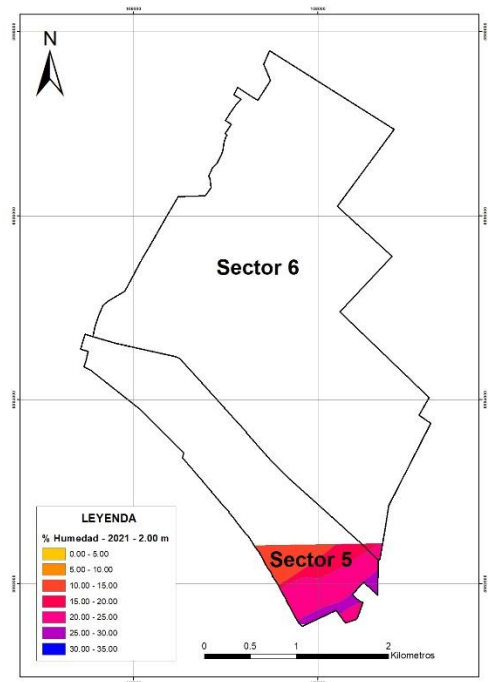 N
Sector 6
Sector 5
LEYENDA
% Humedad - 2021 - 2.00 m
0.00 - 5.00
5.00 - 10.00
10.00 - 15.00
15.00 - 20.00
20.00 - 25.00
25.00 - 30.00
30.00 - 35.00
0 0.5 1 2
Kilometros